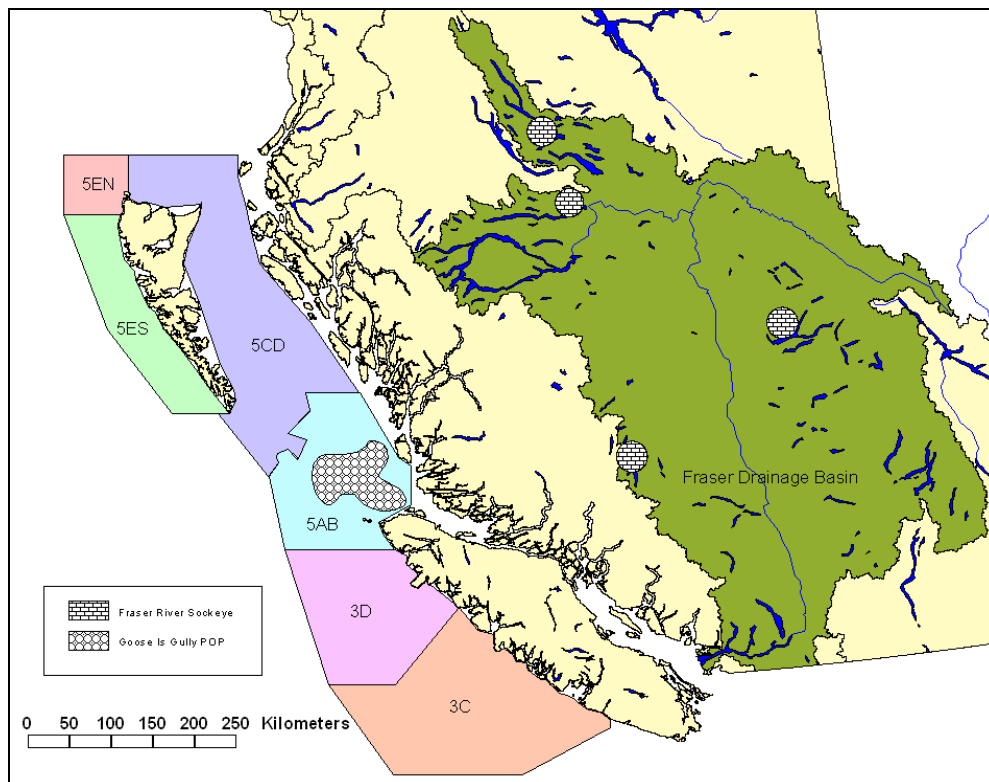 5EN
5ES
5CD
Fraser Drainage Basin
5AB
3D
3C
Fraser River Sockeye
Goose Is Gully POP
0 50 100 150 200 250 Kilometers